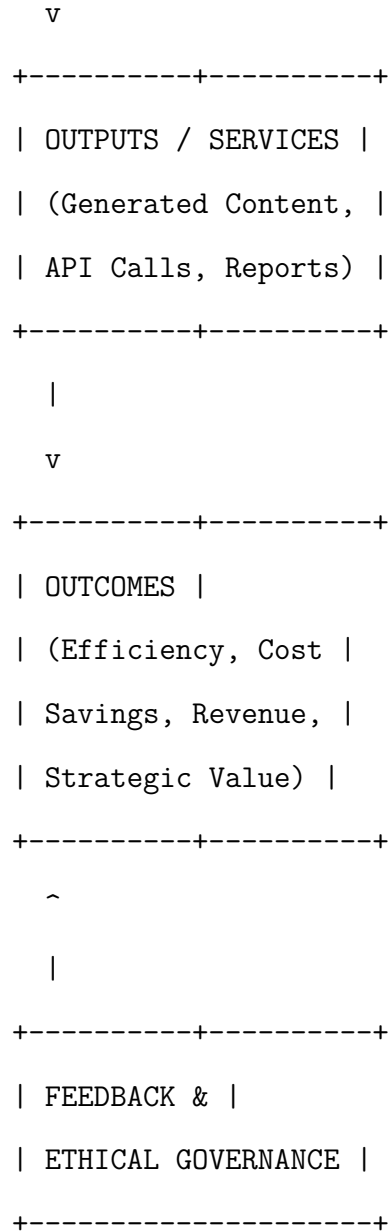 v
+----------+----------+
| OUTPUTS / SERVICES |
| (Generated Content, |
| API Calls, Reports) |
+----------+----------+
|
v
+----------+----------+
| OUTCOMES |
| (Efficiency, Cost |
| Savings, Revenue, |
| Strategic Value) |
+----------+----------+
^
|
+----------+----------+
| FEEDBACK & |
| ETHICAL GOVERNANCE |
+---------------------+